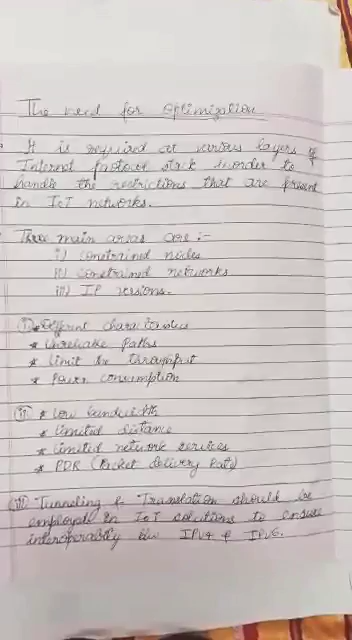 The need for optimization
It is required at various layers of
Internet protocol stack inorder to
handle the restrictions that are present
in IoT networks.
Three main areas are :-
i) constrained nodes
ii) constrained networks
iii) IP versions.
(i) * Different characteristics
* unreliable paths
* limit the throughput
* Power consumption
(ii) * low bandwidth
* limited distance
* limited network services
* PDR (Packet delivery Rate)
(iii) Tunneling & Translation should be
employed in IoT solutions to ensure
interoperability b/w IPv4 & IPv6.